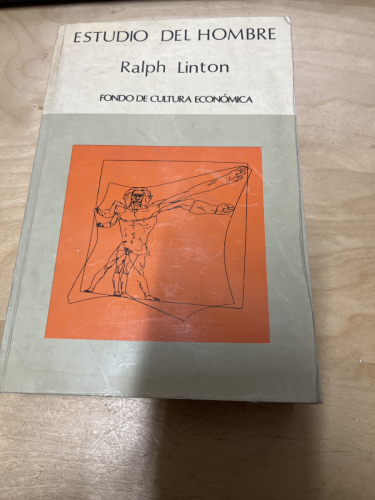 ESTUDIO DEL HOMBRE
Ralph Linton
FONDO DE CULTURA ECONÓMICA